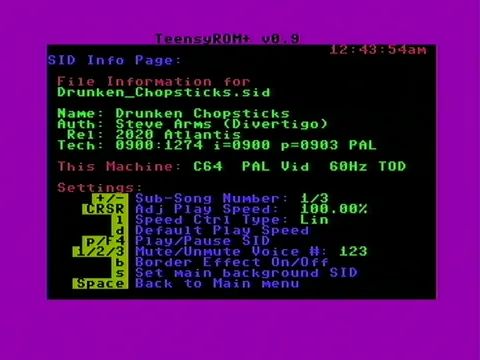 TeensyROM+ v0.9
12:43:54am
SID Info Page:
File Information for
Drunken_Chopsticks.sid
Name: Drunken Chopsticks
Auth: Steve Arms (Divertigo)
Rel: 2020 Atlantis
Tech: 0900:1274 i=0900 p=0903 PAL
This Machine: C64 PAL Vid 60Hz TOD
Settings:
+/- Sub-Song Number: 1/3
CRSR Adj Play Speed: 100.00%
l Speed Ctrl Type: Lin
d Default Play Speed
p/F4 Play/Pause SID
1/2/3 Mute/Unmute Voice #: 123
b Border Effect On/Off
s Set main background SID
Space Back to Main menu